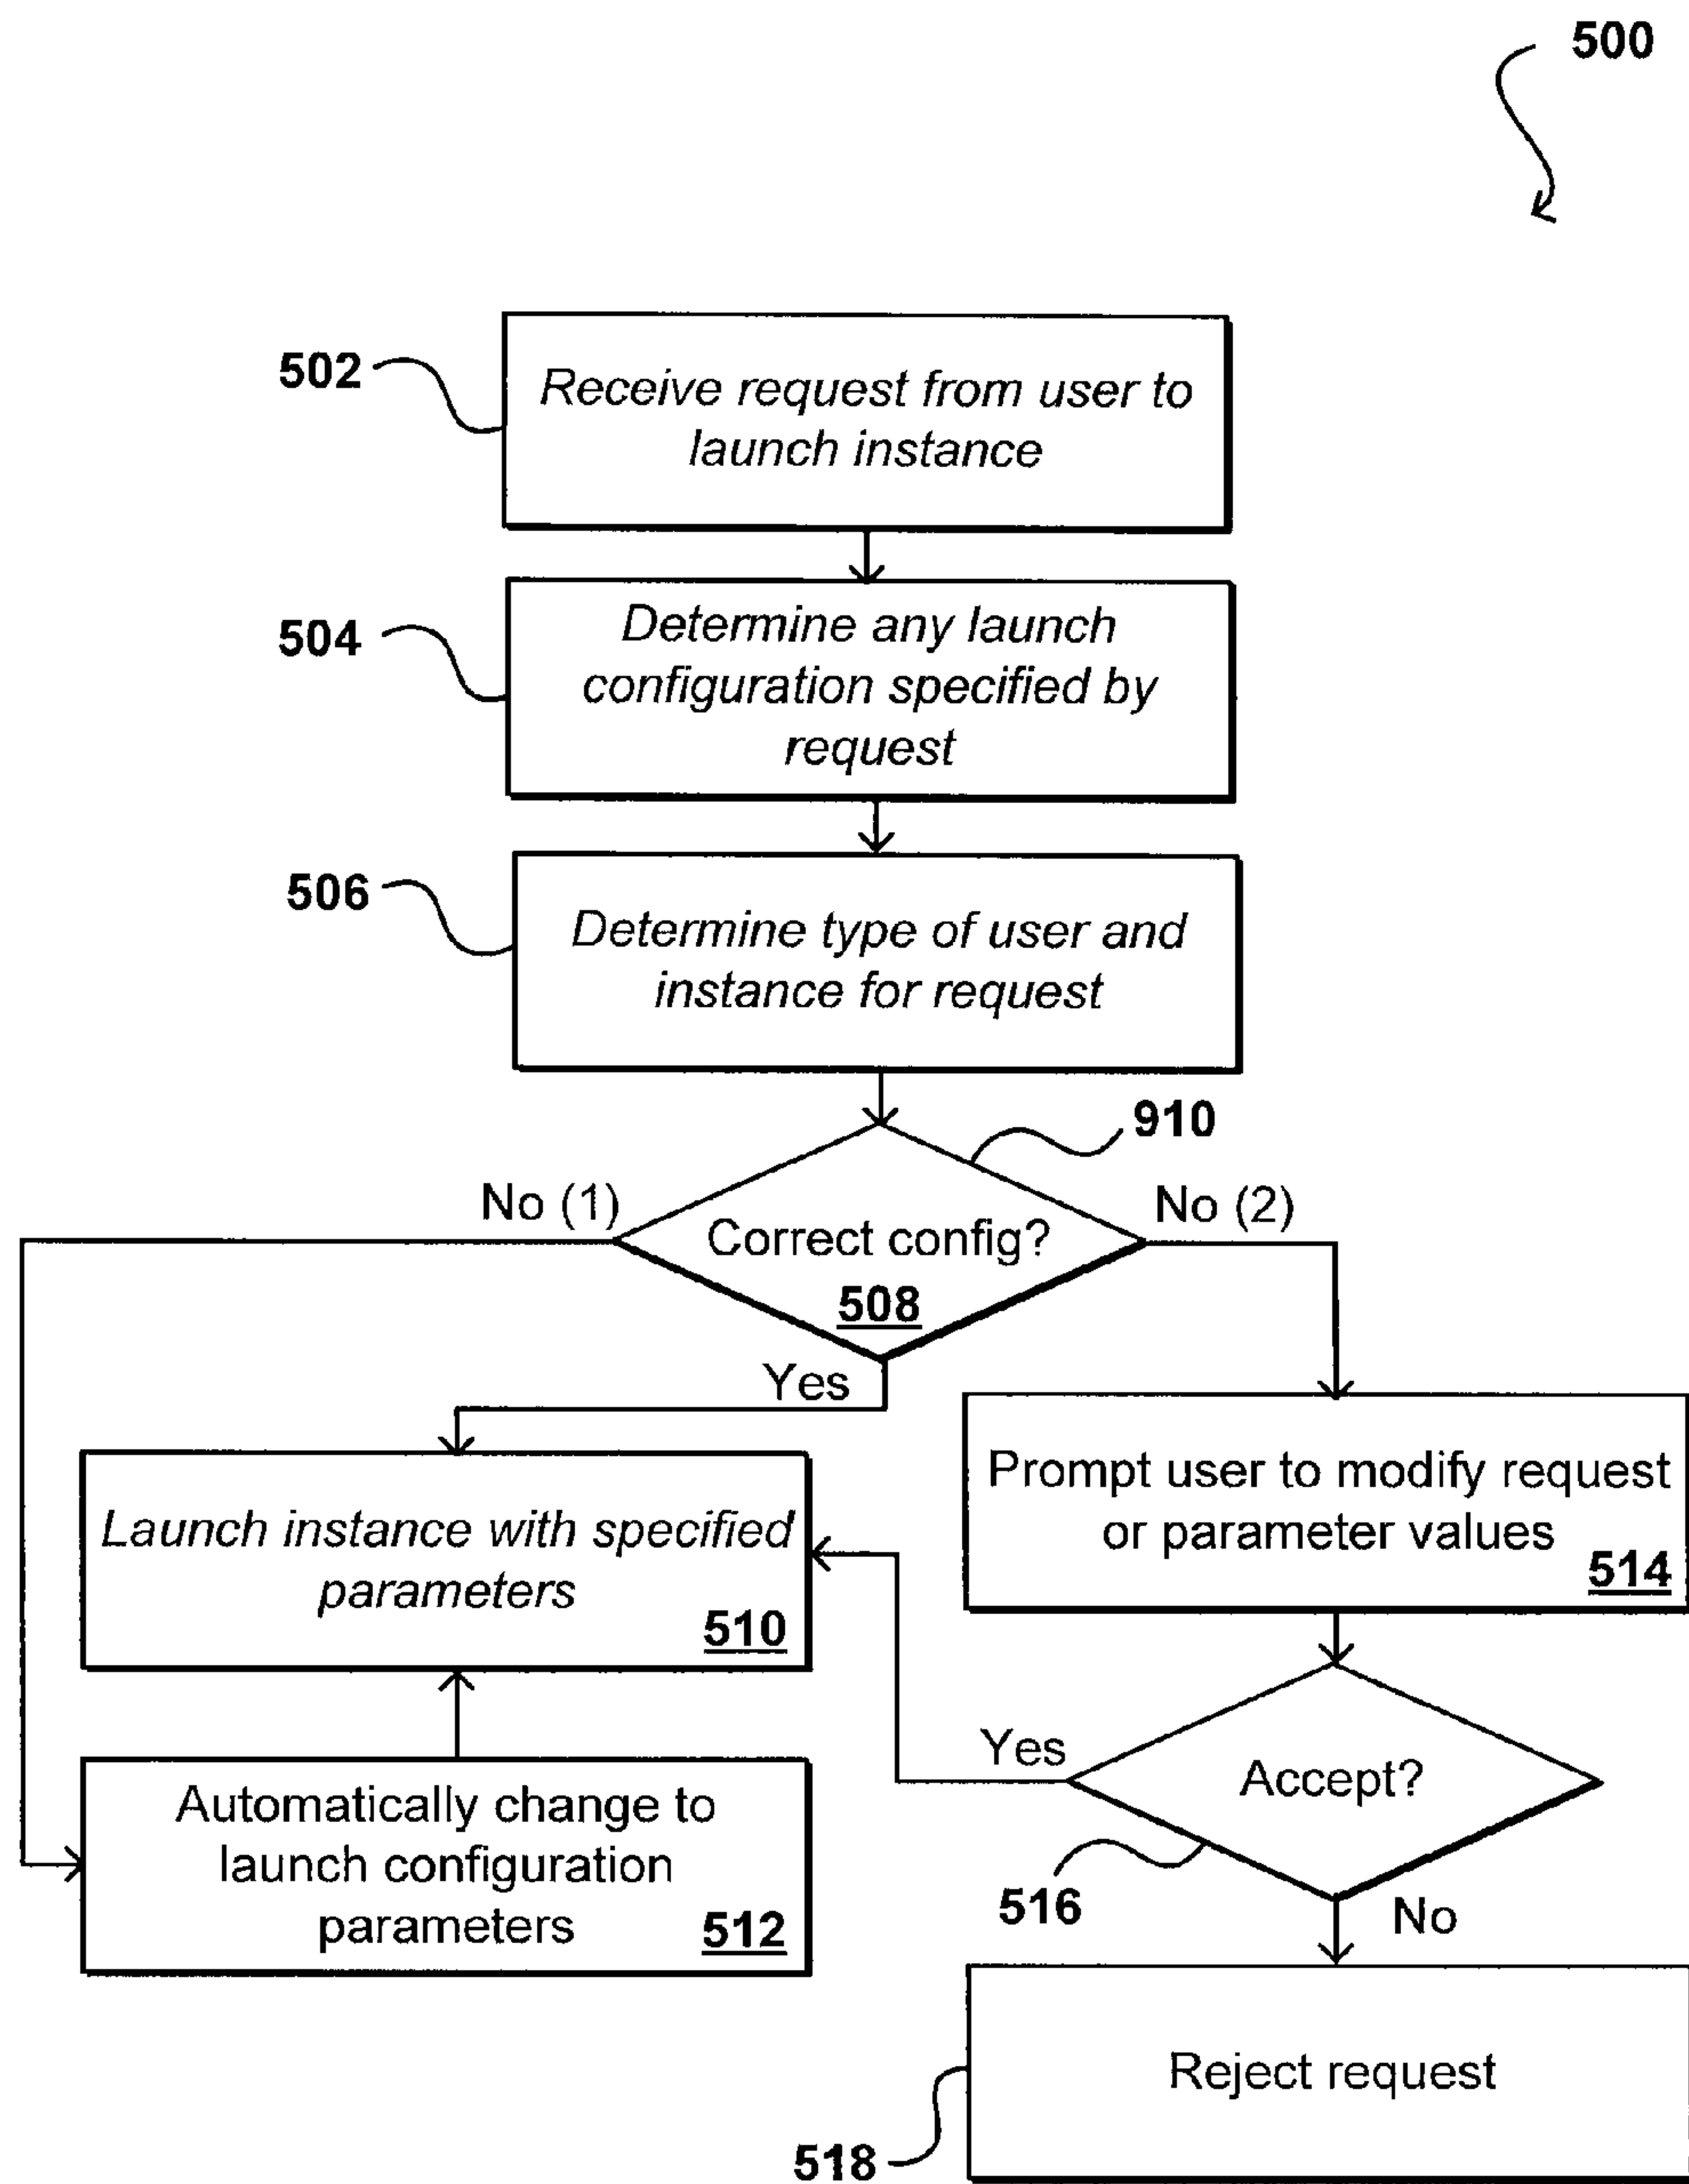 500
502
Receive request from user to
launch instance
504
Determine any launch
configuration specified by
request
506
Determine type of user and
instance for request
910
No (1)
No (2)
Correct config?
508
Yes
Prompt user to modify request
or parameter values
514
Launch instance with specified
parameters
510
Yes
Accept?
516
No
Automatically change to
launch configuration
parameters
512
Reject request
518